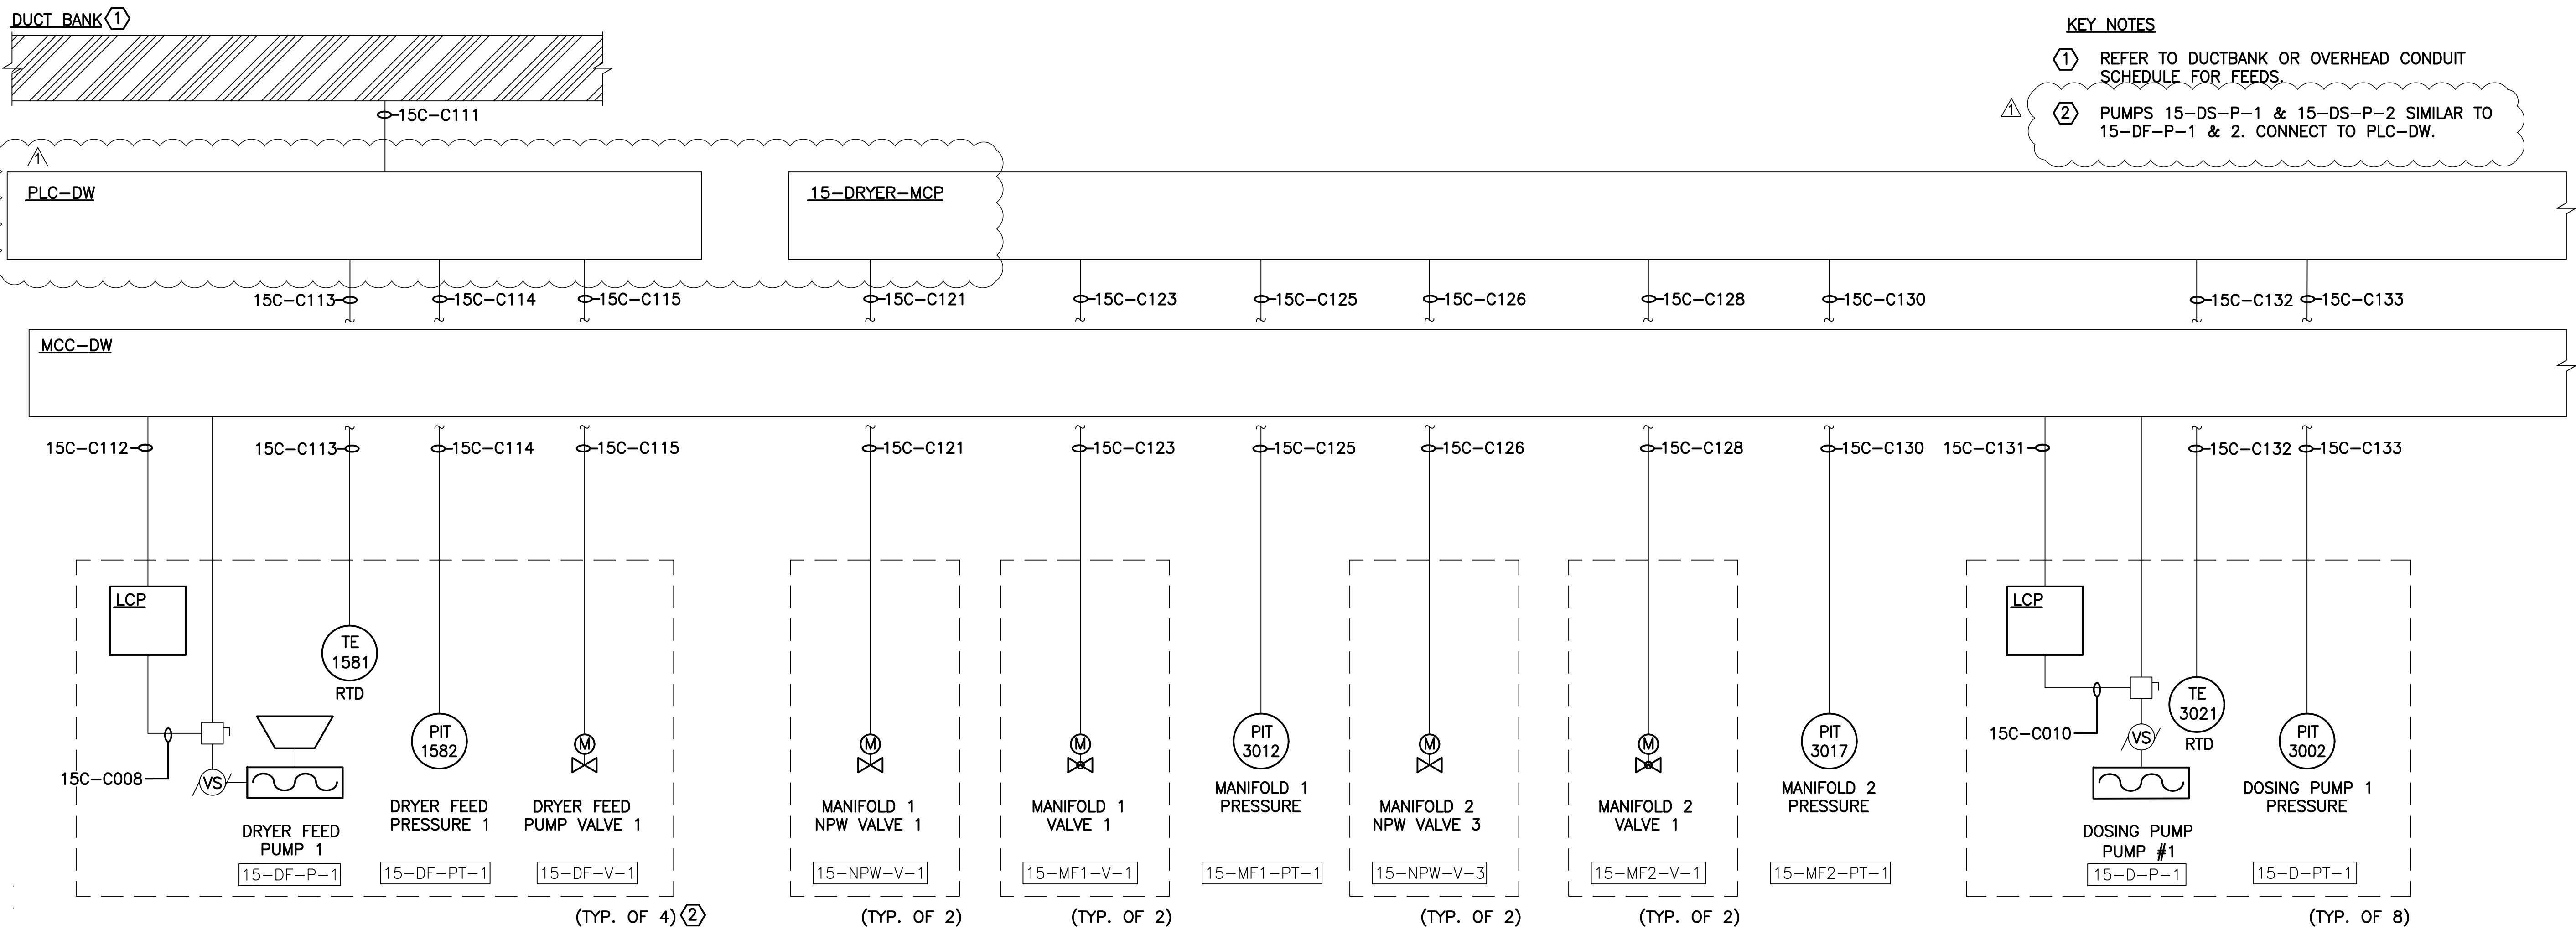 DUCT BANK 1
KEY NOTES
1 REFER TO DUCTBANK OR OVERHEAD CONDUIT
SCHEDULE FOR FEEDS.
1
2 PUMPS 15-DS-P-1 & 15-DS-P-2 SIMILAR TO
15-DF-P-1 & 2. CONNECT TO PLC-DW.
15C-C111
1
PLC-DW
15-DRYER-MCP
15C-C113
15C-C114
15C-C115
15C-C121
15C-C123
15C-C125
15C-C126
15C-C128
15C-C130
15C-C132
15C-C133
MCC-DW
15C-C112
15C-C113
15C-C114
15C-C115
15C-C121
15C-C123
15C-C125
15C-C126
15C-C128
15C-C130
15C-C131
15C-C132
15C-C133
LCP
TE
1581
RTD
PIT
1582
M
VS
15C-C008
DRYER FEED
PUMP 1
15-DF-P-1
DRYER FEED
PRESSURE 1
15-DF-PT-1
DRYER FEED
PUMP VALVE 1
15-DF-V-1
(TYP. OF 4) 2
M
MANIFOLD 1
NPW VALVE 1
15-NPW-V-1
(TYP. OF 2)
M
MANIFOLD 1
VALVE 1
15-MF1-V-1
(TYP. OF 2)
PIT
3012
MANIFOLD 1
PRESSURE
15-MF1-PT-1
M
MANIFOLD 2
NPW VALVE 3
15-NPW-V-3
(TYP. OF 2)
M
MANIFOLD 2
VALVE 1
15-MF2-V-1
(TYP. OF 2)
PIT
3017
MANIFOLD 2
PRESSURE
15-MF2-PT-1
LCP
15C-C010
VS
TE
3021
RTD
PIT
3002
DOSING PUMP
PUMP #1
15-D-P-1
DOSING PUMP 1
PRESSURE
15-D-PT-1
(TYP. OF 8)